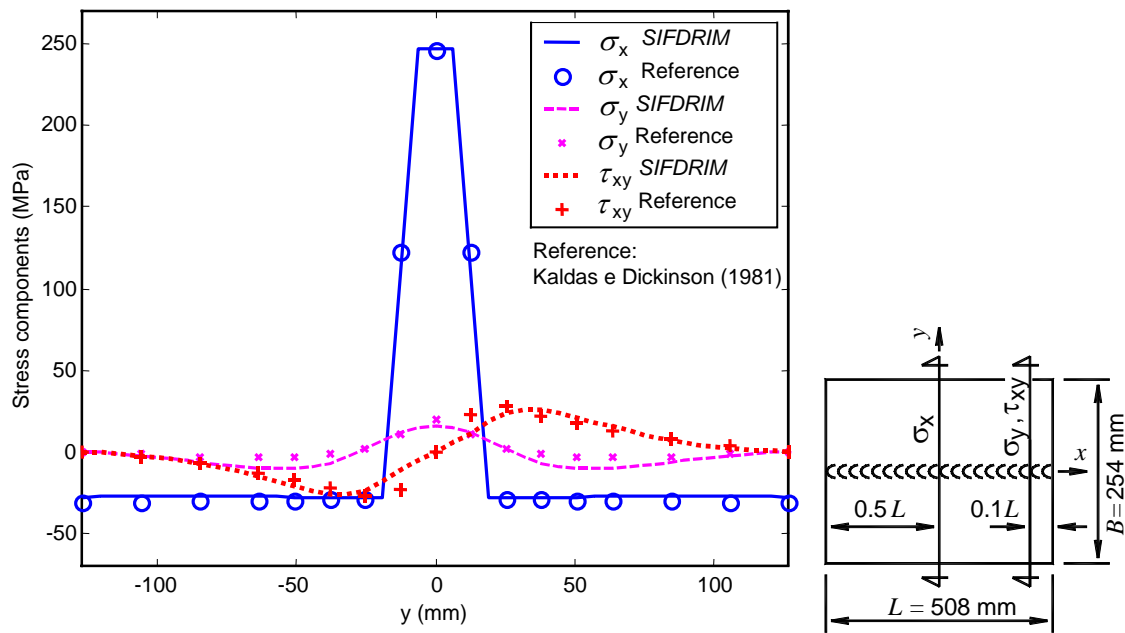 250
200
150
100
50
0
-50
-100
-50
0
50
100
Stress components (MPa)
y (mm)
σx SIFDRIM
σx Reference
σy SIFDRIM
σy Reference
τxy SIFDRIM
τxy Reference
Reference:
Kaldas e Dickinson (1981)
y
σx
σy , τxy
x
0.5 L
0.1L
B = 254 mm
L = 508 mm